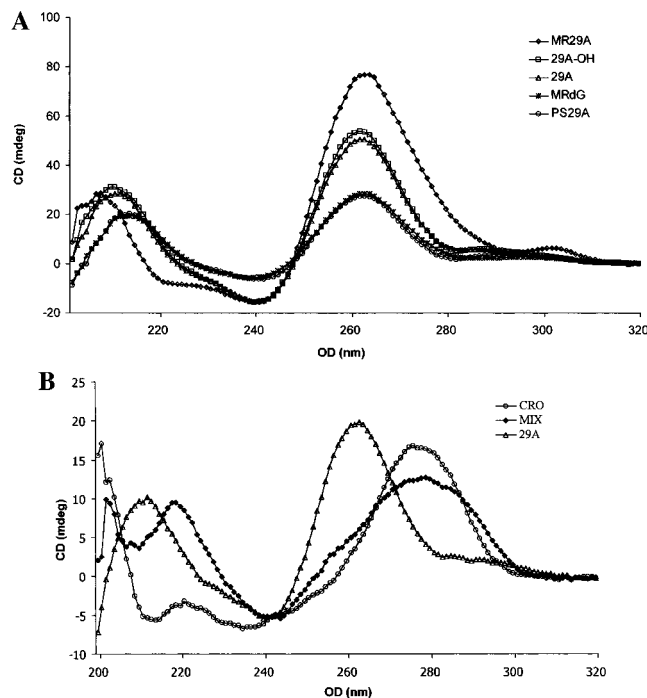 A
100
80
60
40
20
0
-20
CD (mdeg)
MR29A
29A-OH
29A
MRdG
PS29A
220 240 260 280 300 320
OD (nm)
B
25
20
15
10
5
0
-5
-10
CD (mdeg)
CRO
MIX
29A
200 220 240 260 280 300 320
OD (nm)